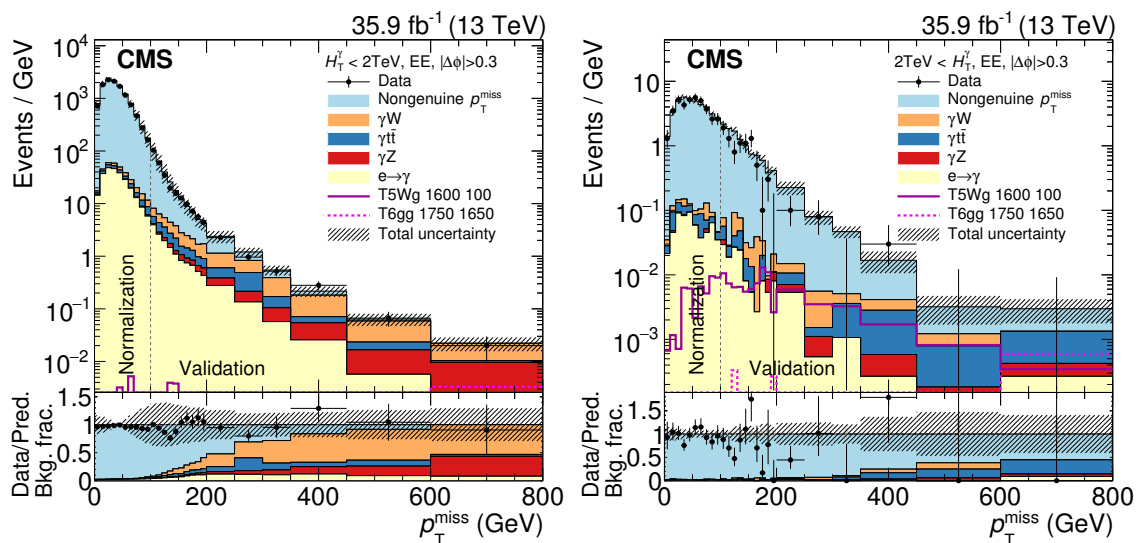 35.9 fb⁻¹ (13 TeV)
CMS
H_T^γ < 2TeV, EE, |Δϕ|>0.3
Data
Nongenuine p_T^miss
γW
γtt̄
γZ
e→γ
T5Wg 1600 100
T6gg 1750 1650
Total uncertainty
Normalization
Validation
Events / GeV
10⁴
10³
10²
10
1
10⁻¹
10⁻²
Data/Pred.
Bkg. frac.
1.5
1
0.5
0
0 200 400 600 800
p_T^miss (GeV)
35.9 fb⁻¹ (13 TeV)
CMS
2TeV < H_T^γ, EE, |Δϕ|>0.3
Data
Nongenuine p_T^miss
γW
γtt̄
γZ
e→γ
T5Wg 1600 100
T6gg 1750 1650
Total uncertainty
Normalization
Validation
Events / GeV
10
1
10⁻¹
10⁻²
10⁻³
Data/Pred.
Bkg. frac.
1.5
1
0.5
0
0 200 400 600 800
p_T^miss (GeV)